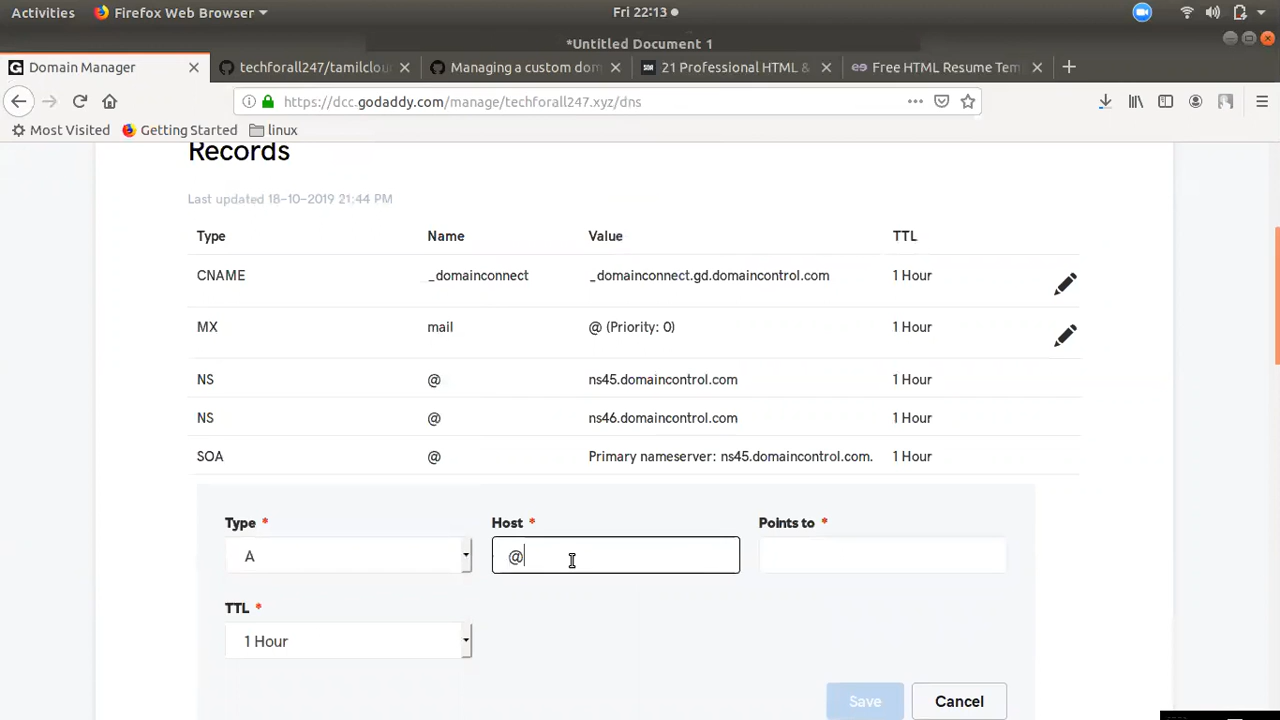 Activities Firefox Web Browser Fri 22:13
*Untitled Document 1
Domain Manager techforall247/tamilclou Managing a custom dom 21 Professional HTML & Free HTML Resume Tem
https://dcc.godaddy.com/manage/techforall247.xyz/dns
Most Visited Getting Started linux
Records
Last updated 18-10-2019 21:44 PM
Type Name Value TTL
CNAME _domainconnect _domainconnect.gd.domaincontrol.com 1 Hour
MX mail @ (Priority: 0) 1 Hour
NS @ ns45.domaincontrol.com 1 Hour
NS @ ns46.domaincontrol.com 1 Hour
SOA @ Primary nameserver: ns45.domaincontrol.com. 1 Hour
Type * Host * Points to *
A @
TTL *
1 Hour
Save Cancel